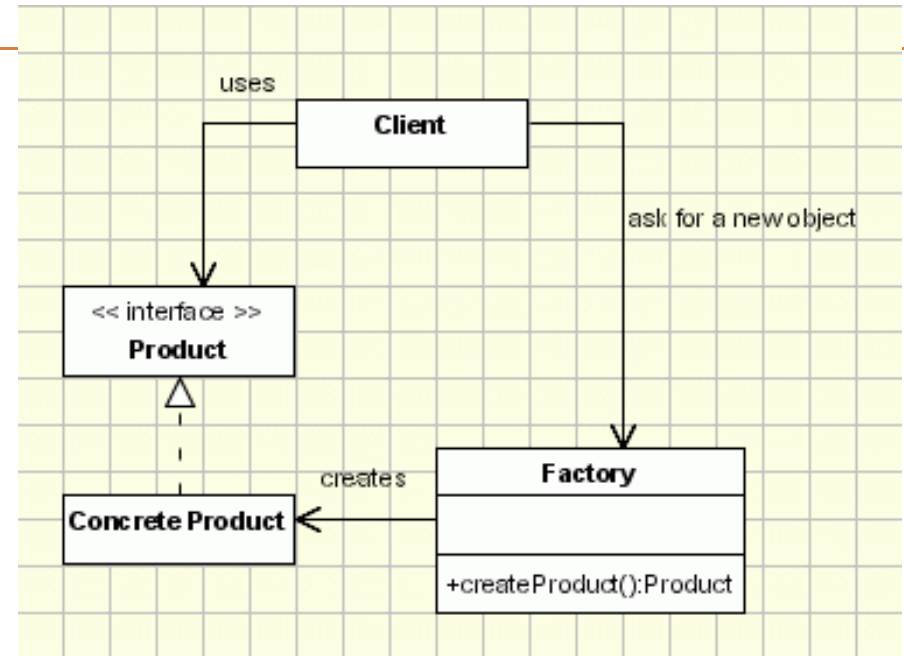 uses
Client
ask for a new object
<< interface >>
Product
creates
Factory
Concrete Product
+createProduct():Product